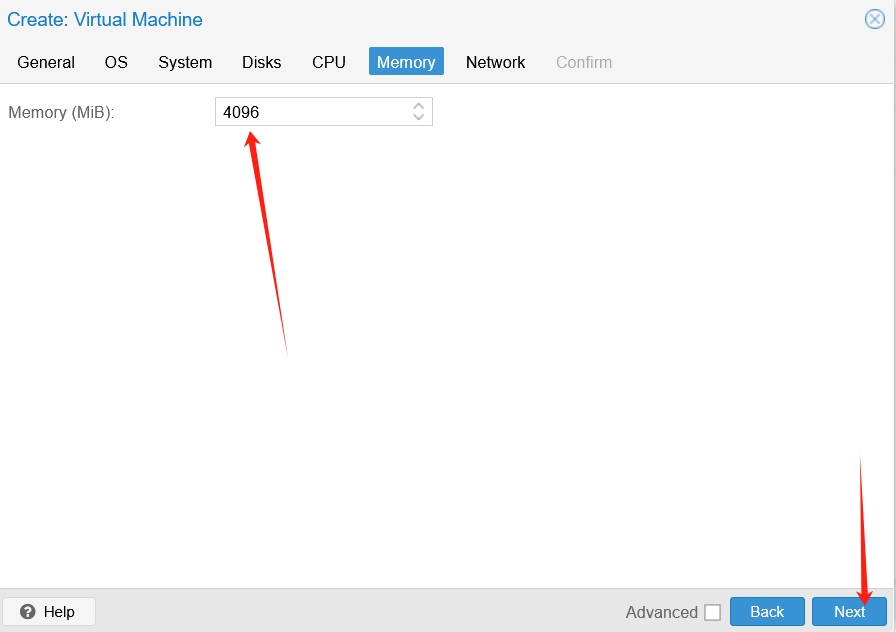 Create: Virtual Machine
General OS System Disks CPU Memory Network Confirm
Memory (MiB): 4096
Help Advanced Back Next